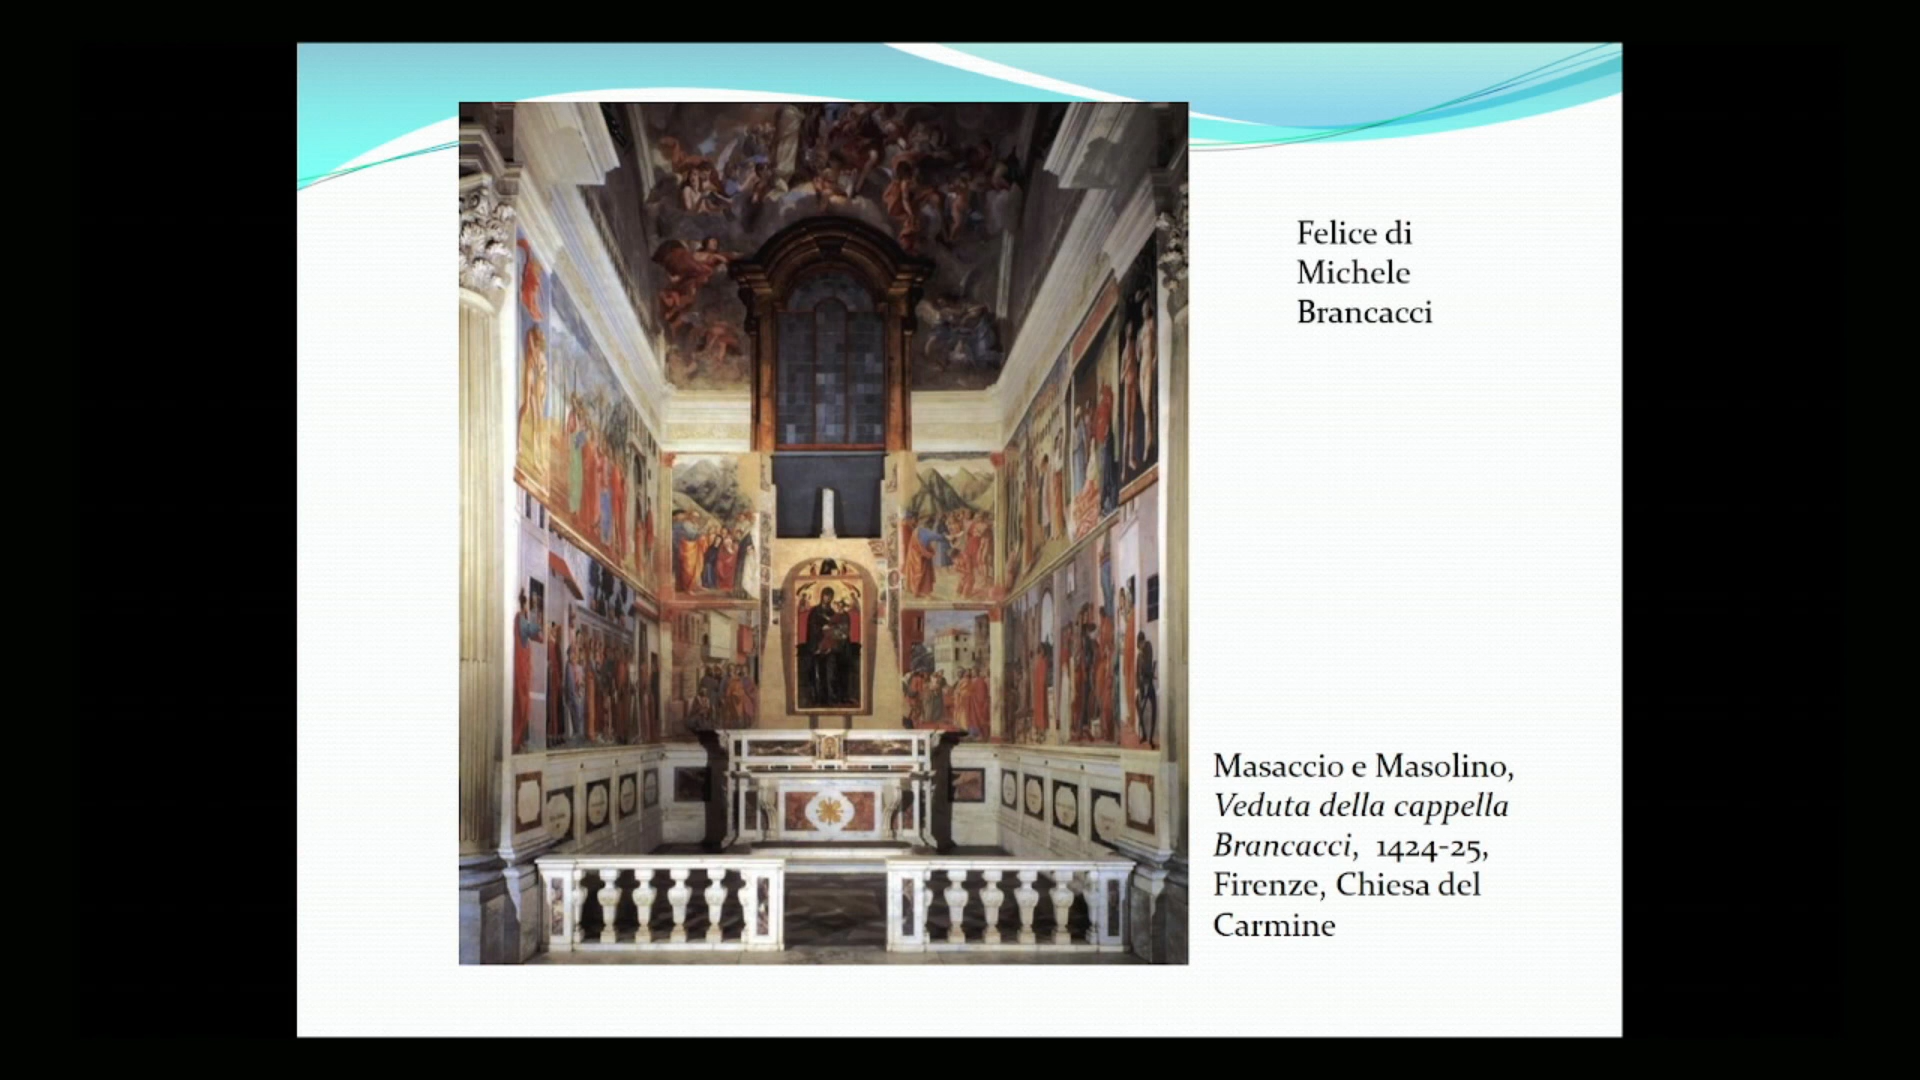 Felice di
Michele
Brancacci
Masaccio e Masolino,
Veduta della cappella
Brancacci, 1424-25,
Firenze, Chiesa del
Carmine